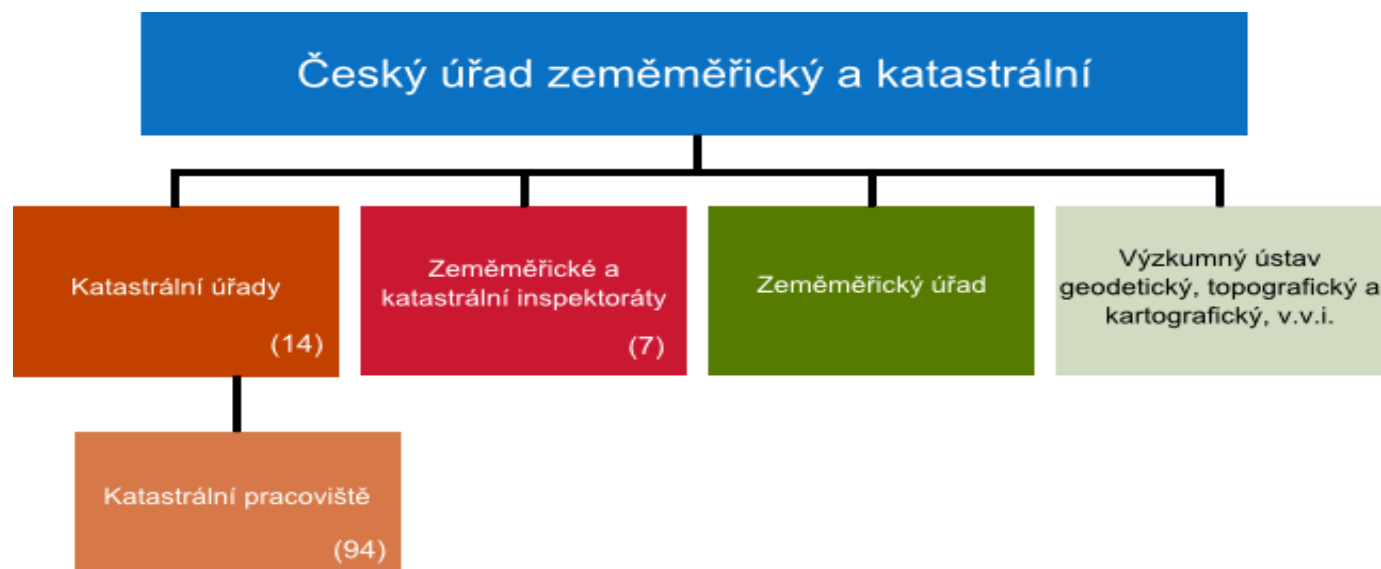 Český úřad zeměměřický a katastrální
Katastrální úřady
(14)
Zeměměřické a
katastrální inspektoráty
(7)
Zeměměřický úřad
Výzkumný ústav
geodetický, topografický a
kartografický, v.v.i.
Katastrální pracoviště
(94)